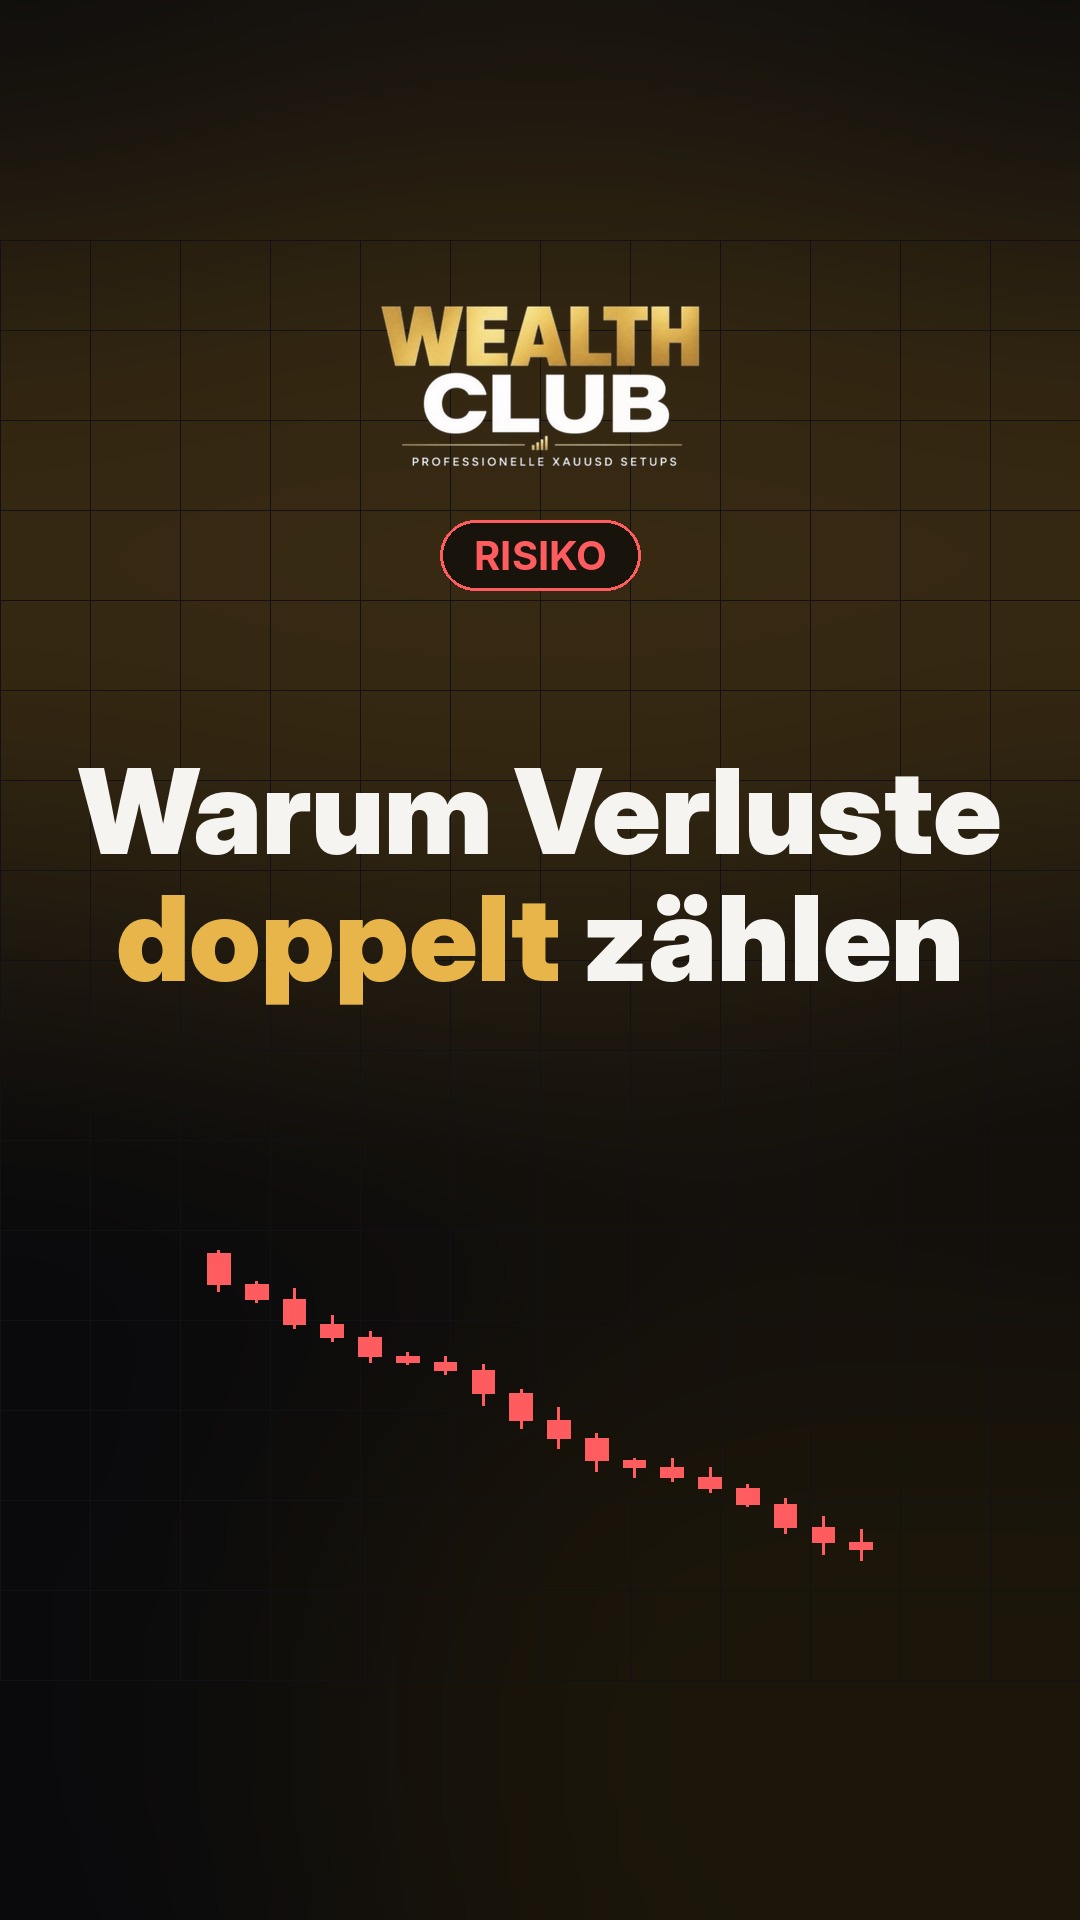 WEALTH
CLUB
PROFESSIONELLE XAUUSD SETUPS
RISIKO
Warum Verluste
doppelt zählen